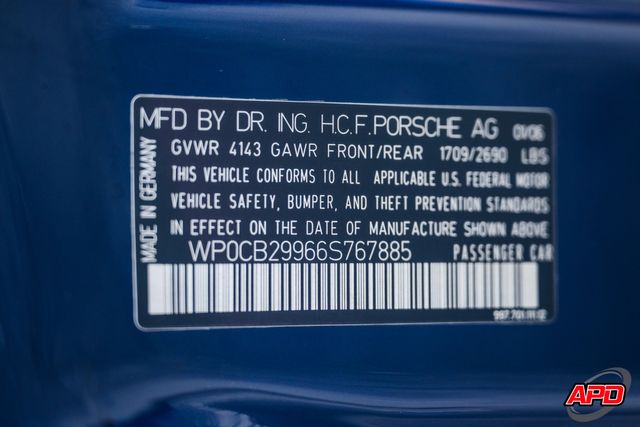 MFD BY DR. ING. H.C.F. PORSCHE AG 01/06
GVWR 4143 GAWR FRONT/REAR 1709/2690 LBS
THIS VEHICLE CONFORMS TO ALL APPLICABLE U.S. FEDERAL MOTOR
VEHICLE SAFETY, BUMPER, AND THEFT PREVENTION STANDARDS
IN EFFECT ON THE DATE OF MANUFACTURE SHOWN ABOVE
WP0CB29966S767885 PASSENGER CAR
MADE IN GERMANY
APD